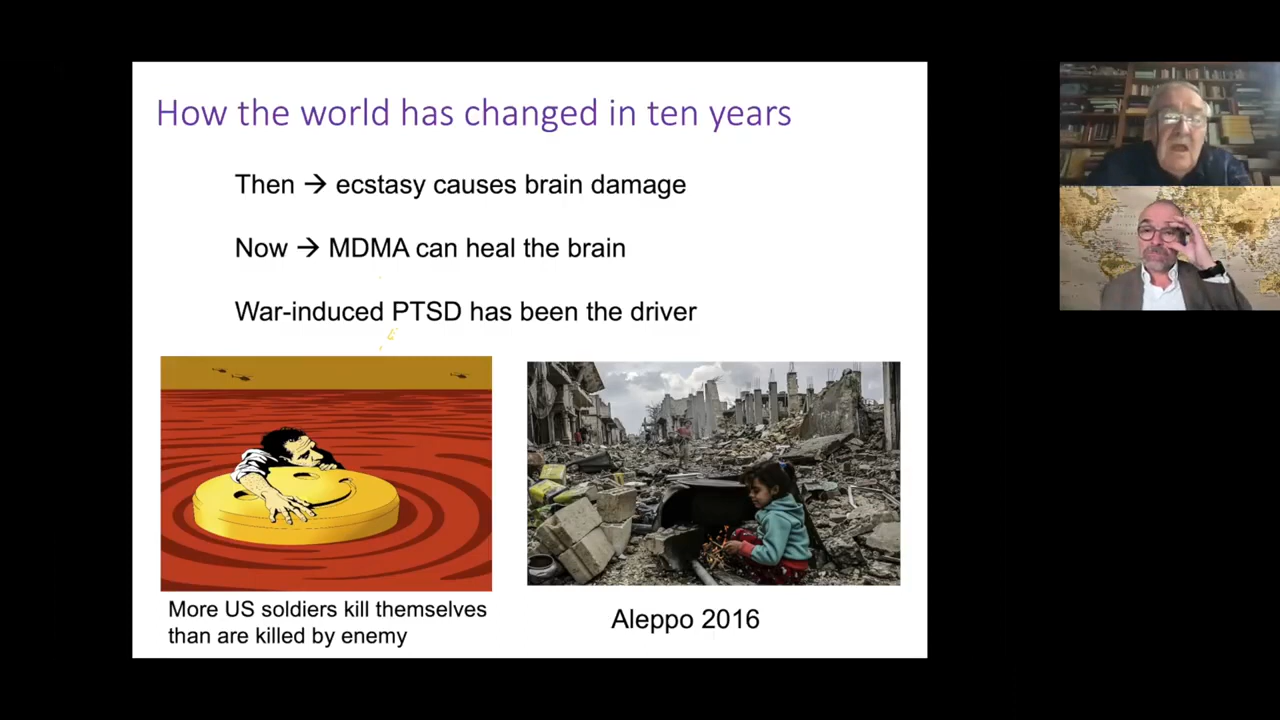 How the world has changed in ten years
Then → ecstasy causes brain damage
Now → MDMA can heal the brain
War-induced PTSD has been the driver
More US soldiers kill themselves
than are killed by enemy
Aleppo 2016